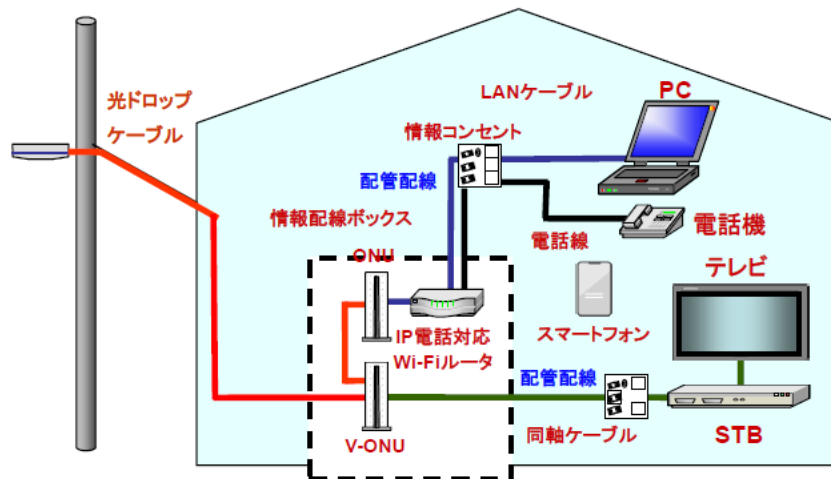 光ドロップ
ケーブル
LANケーブル
PC
情報コンセント
配管配線
情報配線ボックス
電話機
電話線
ONU
テレビ
IP電話対応
Wi-Fiルータ
スマートフォン
配管配線
V-ONU
同軸ケーブル
STB